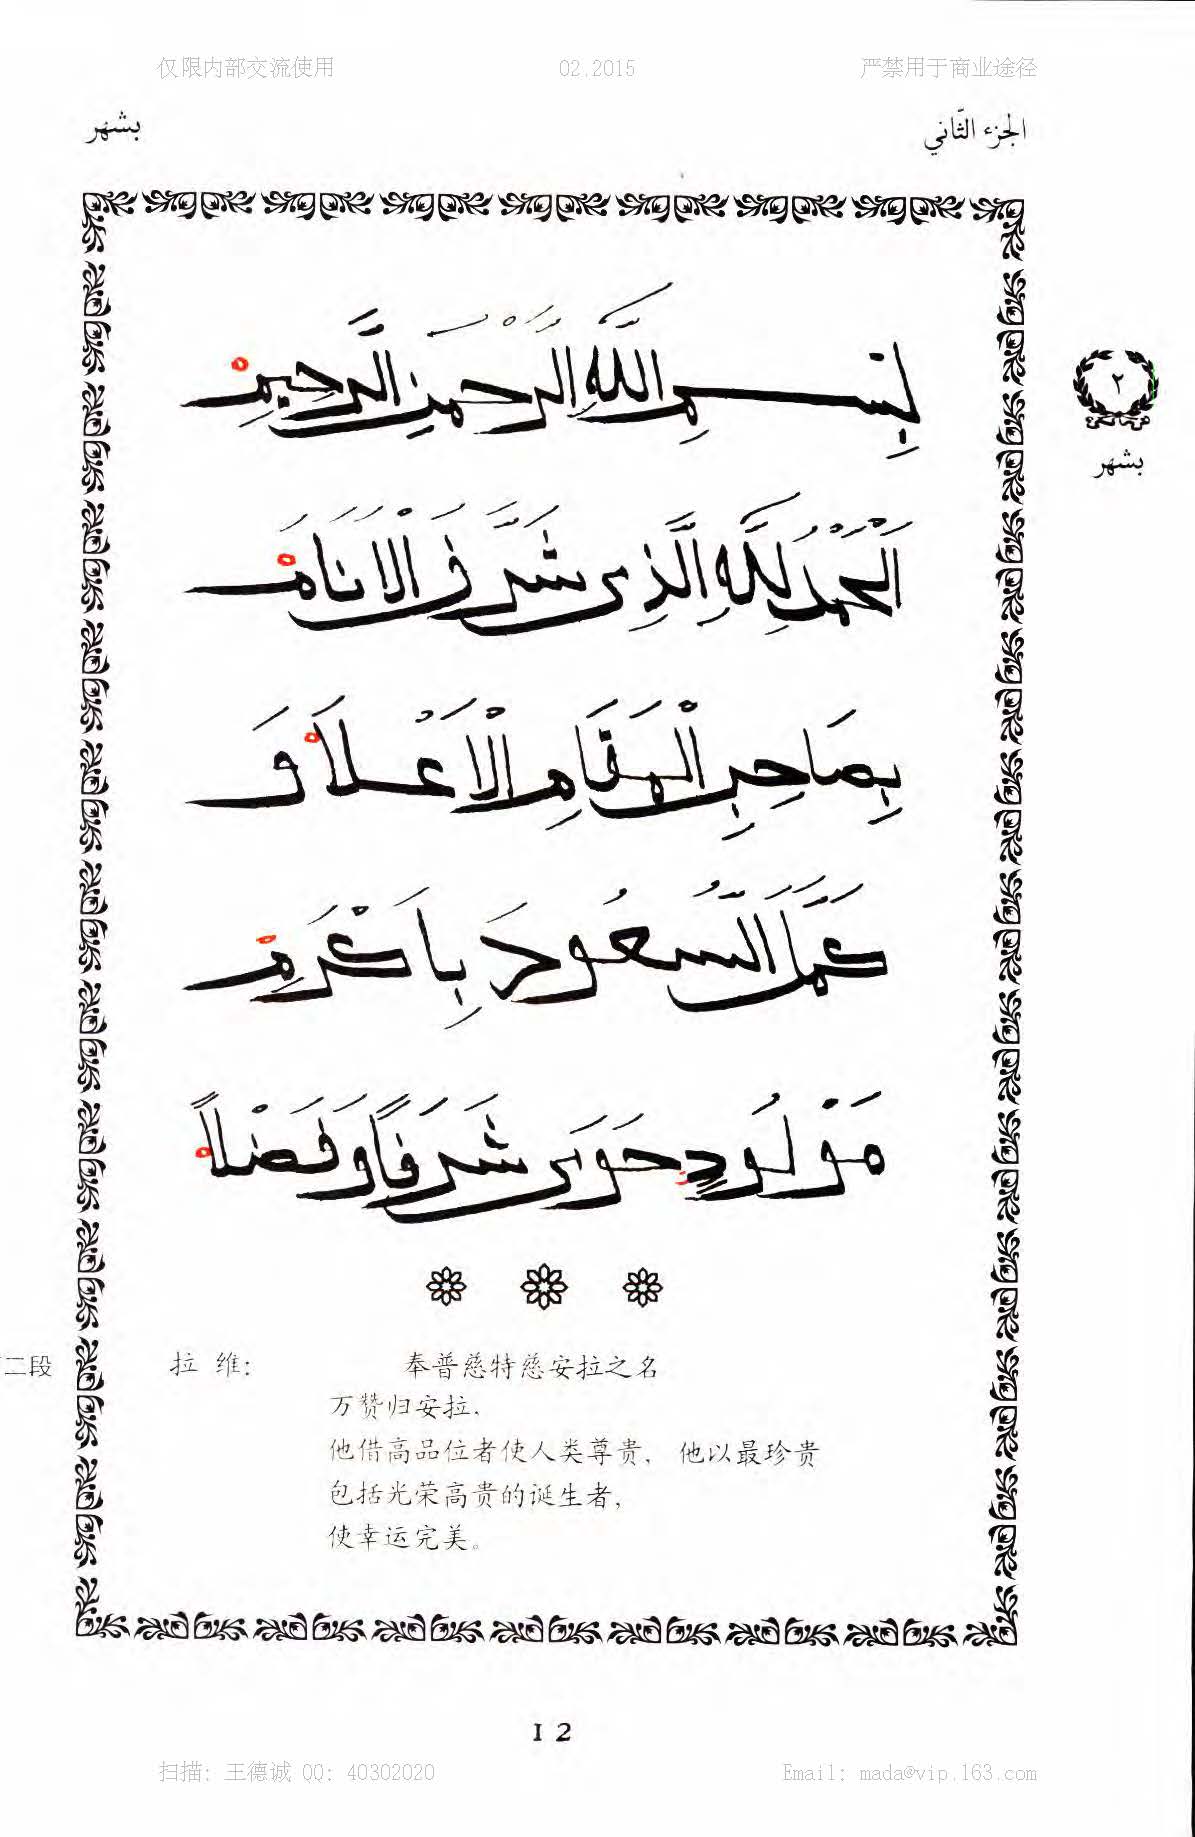 仅限内部交流使用 02.2015 严禁用于商业途径
الجزء الثّاني بشهر
٢
بشهر
بِسْمِ اللَّهِ الرَّحْمَنِ الرَّحِيمِ
اَلْحَمْدُ لِلَّهِ الَّذِى شَرَّفَ الْاَنَامَ
بِصَاحِبِ الْمَقَامِ الْاَعْلَا وَ
كَمَّلَ السُّعُودَ بِاَكْرَمِ
مَوْلُودٍ حَوَى شَرَفًا وَفَضْلاً
二段 拉 维： 奉普慈特慈安拉之名
万赞归安拉，
他借高品位者使人类尊贵， 他以最珍贵
包括光荣高贵的诞生者，
使幸运完美。
12
扫描: 王德诚 QQ: 40302020 Email: mada@vip.163.com